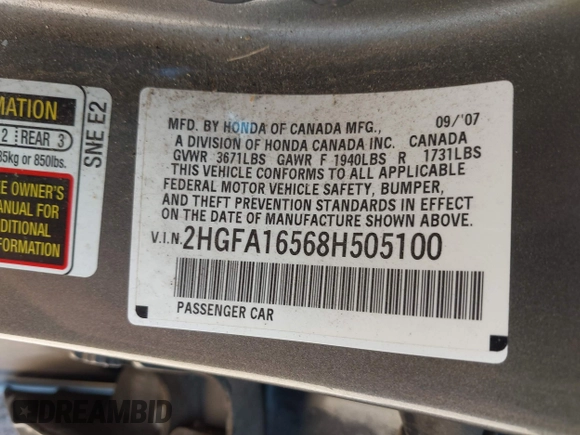 MATION
2 REAR 3
85kg or 850lbs.
E OWNER'S
ANUAL FOR
DITIONAL
ORMATION
SNE E2
MFD. BY HONDA OF CANADA MFG., 09/'07
A DIVISION OF HONDA CANADA INC. CANADA
GVWR 3671LBS GAWR F 1940LBS R 1731LBS
THIS VEHICLE CONFORMS TO ALL APPLICABLE
FEDERAL MOTOR VEHICLE SAFETY, BUMPER,
AND THEFT PREVENTION STANDARDS IN EFFECT
ON THE DATE OF MANUFACTURE SHOWN ABOVE.
V.I.N. 2HGFA16568H505100
PASSENGER CAR
DREAMBID